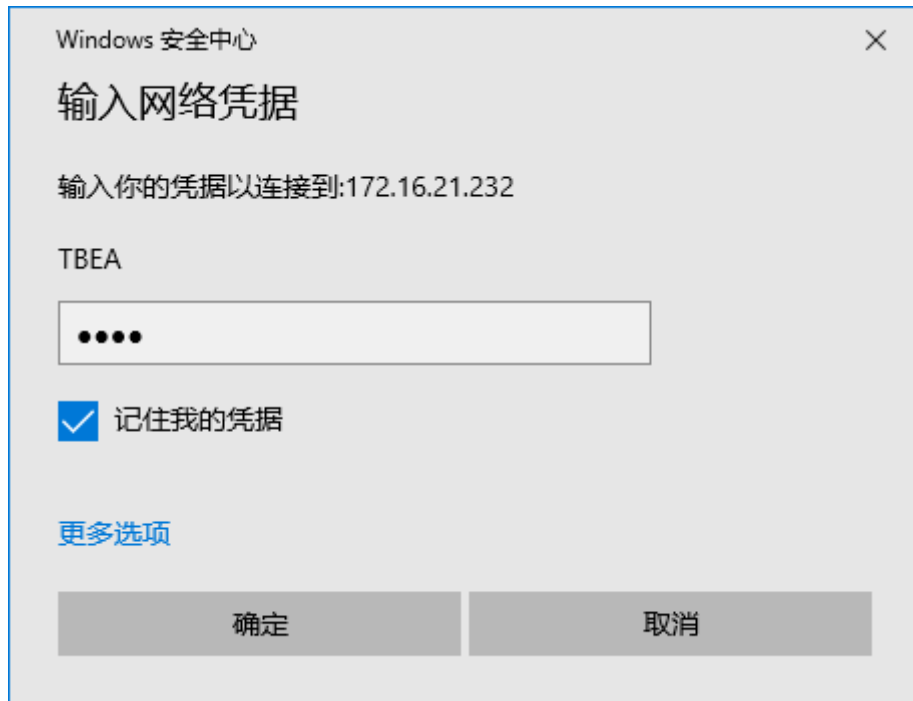 Windows 安全中心
输入网络凭据
输入你的凭据以连接到:172.16.21.232
TBEA
••••
记住我的凭据
更多选项
确定
取消